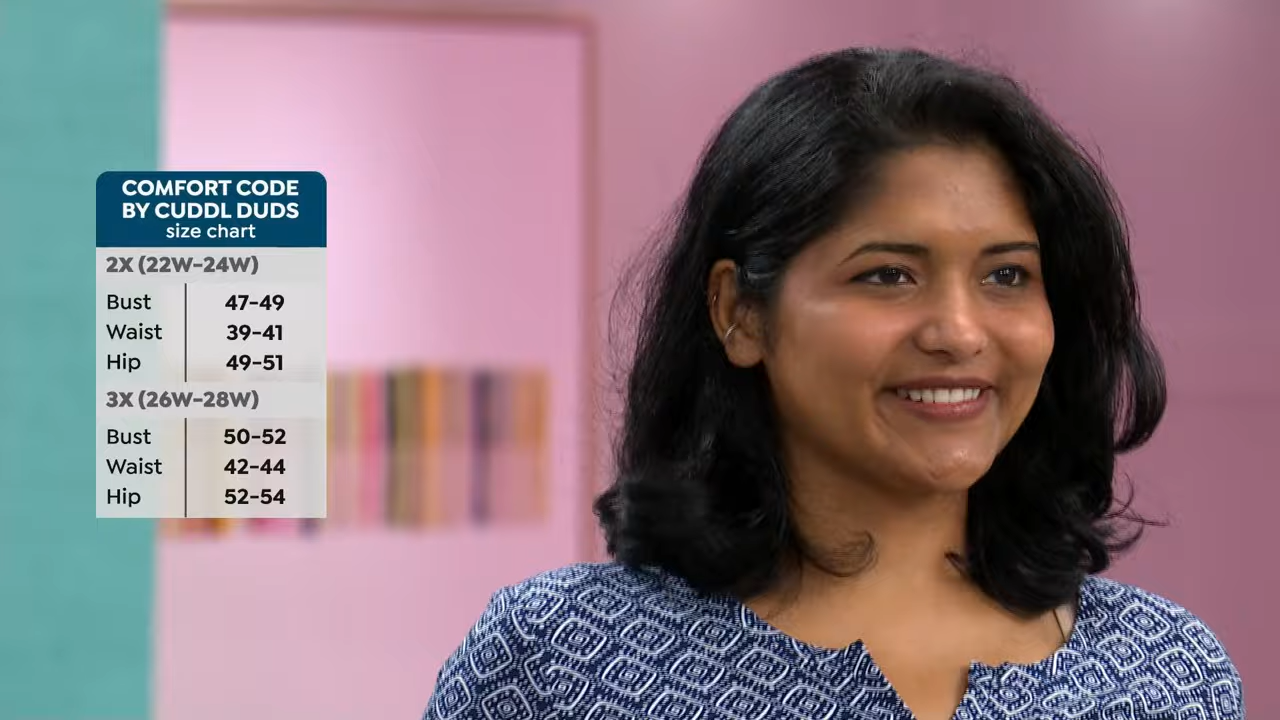 COMFORT CODE
BY CUDDL DUDS
size chart
2X (22W-24W)
Bust 47-49
Waist 39-41
Hip 49-51
3X (26W-28W)
Bust 50-52
Waist 42-44
Hip 52-54